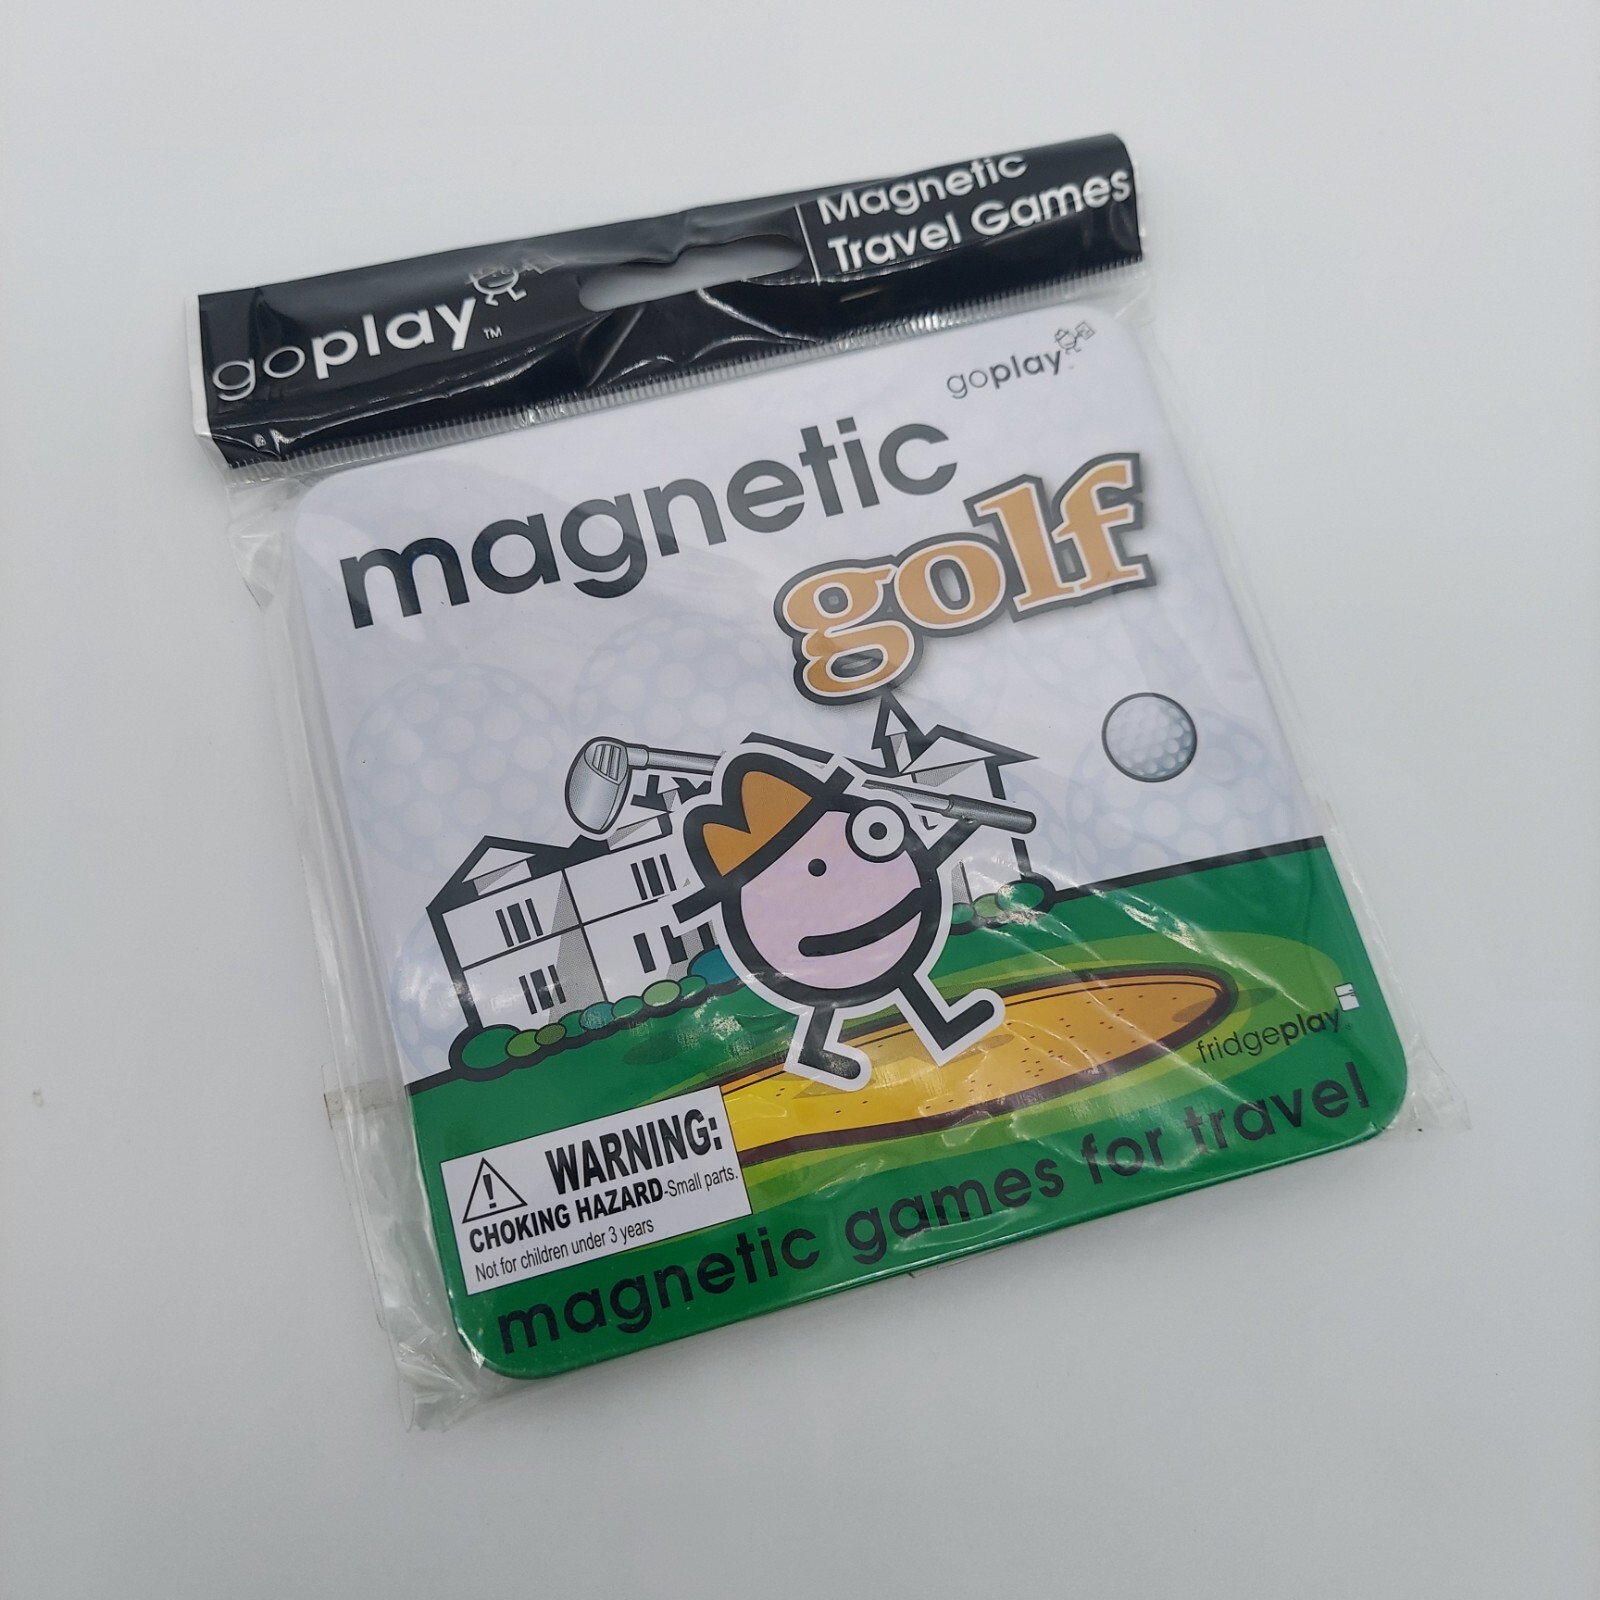 goplay™
Magnetic
Travel Games
goplay
magnetic
golf
fridgeplay
WARNING:
CHOKING HAZARD-Small parts.
Not for children under 3 years
magnetic games for travel